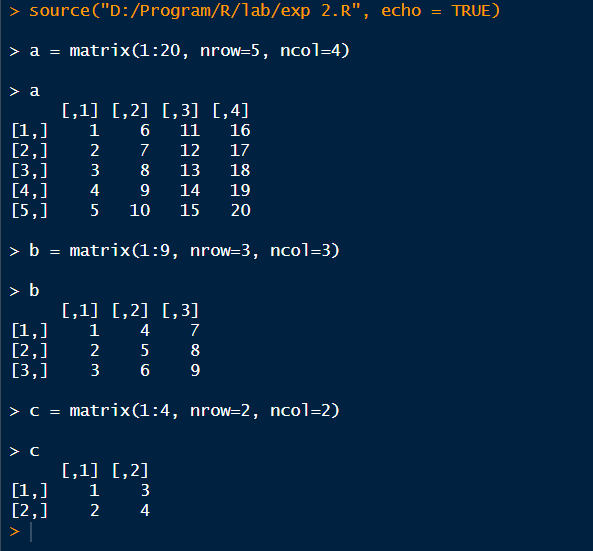 > source("D:/Program/R/lab/exp 2.R", echo = TRUE)
> a = matrix(1:20, nrow=5, ncol=4)
> a
     [,1] [,2] [,3] [,4]
[1,]    1    6   11   16
[2,]    2    7   12   17
[3,]    3    8   13   18
[4,]    4    9   14   19
[5,]    5   10   15   20
> b = matrix(1:9, nrow=3, ncol=3)
> b
     [,1] [,2] [,3]
[1,]    1    4    7
[2,]    2    5    8
[3,]    3    6    9
> c = matrix(1:4, nrow=2, ncol=2)
> c
     [,1] [,2]
[1,]    1    3
[2,]    2    4
>